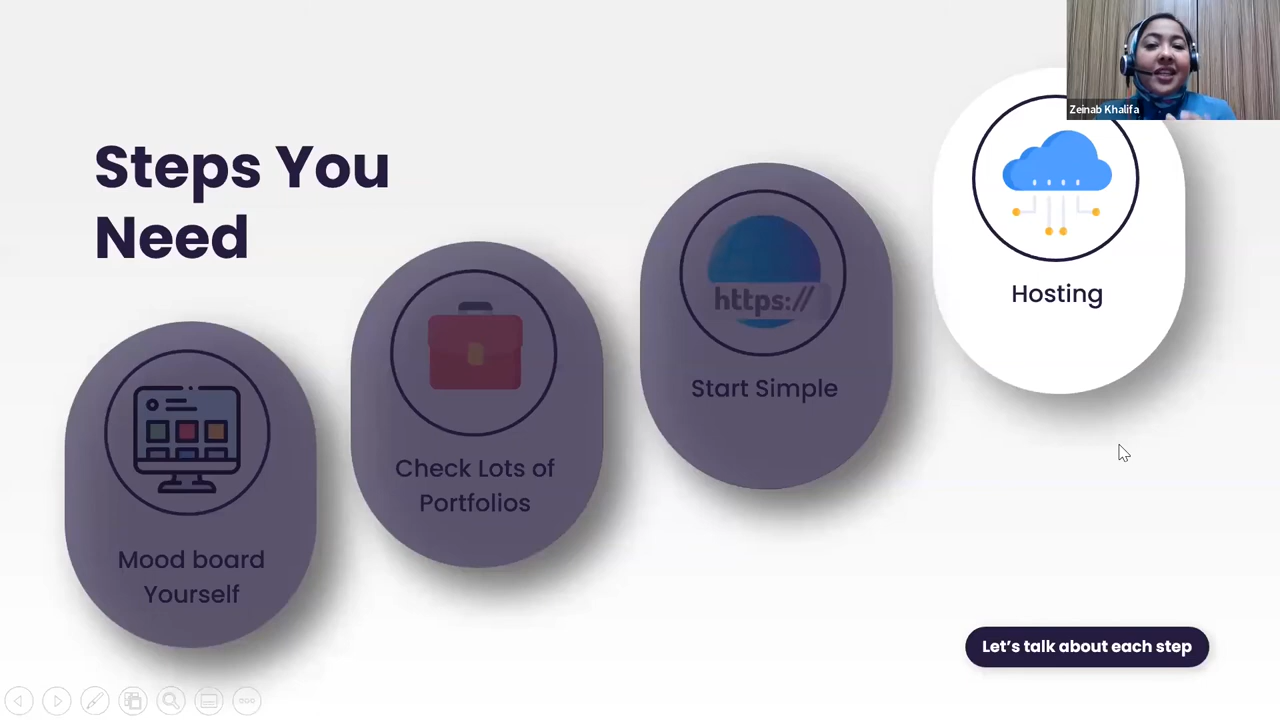 Zeinab Khalifa
Steps You
Need
Hosting
https://
Start Simple
Check Lots of
Portfolios
Mood board
Yourself
Let's talk about each step